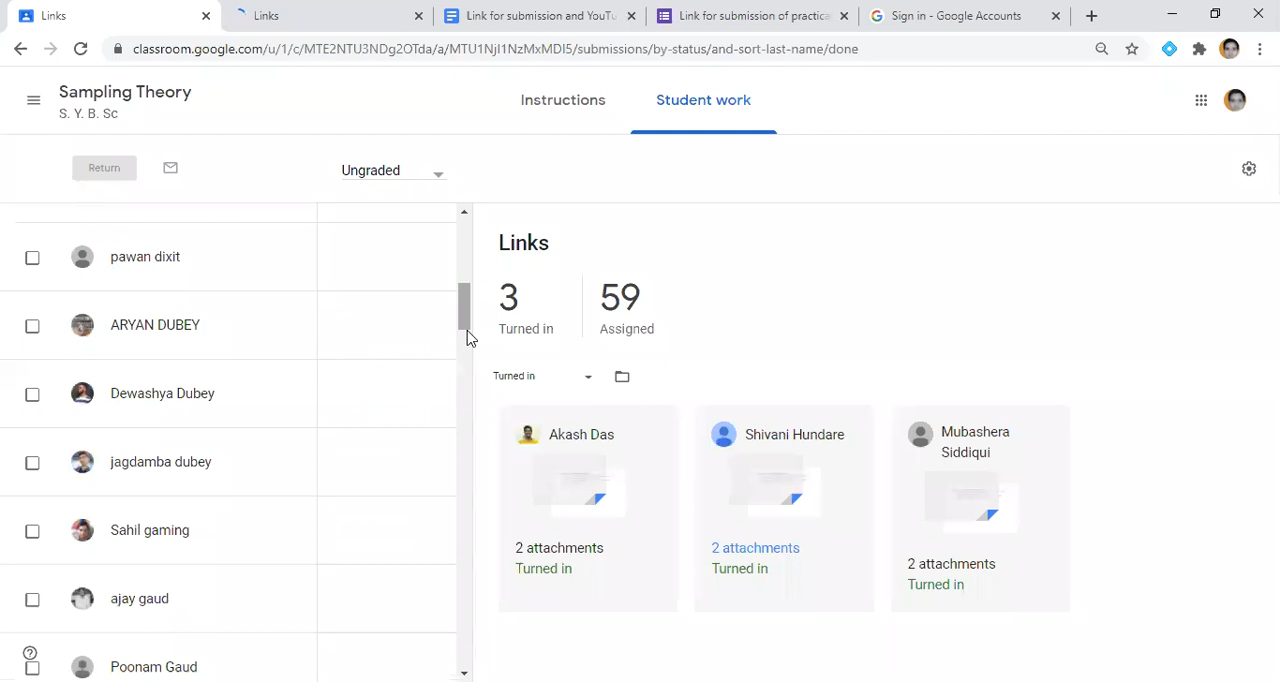 Links
Links
Link for submission and YouTu
Link for submission of practica
Sign in - Google Accounts
classroom.google.com/u/1/c/MTE2NTU3NDg2OTda/a/MTU1NjI1NzMxMDI5/submissions/by-status/and-sort-last-name/done
Sampling Theory
S. Y. B. Sc
Instructions
Student work
Return
Ungraded
pawan dixit
ARYAN DUBEY
Dewashya Dubey
jagdamba dubey
Sahil gaming
ajay gaud
Poonam Gaud
Links
3
59
Turned in
Assigned
Turned in
Akash Das
2 attachments
Turned in
Shivani Hundare
2 attachments
Turned in
Mubashera
Siddiqui
2 attachments
Turned in